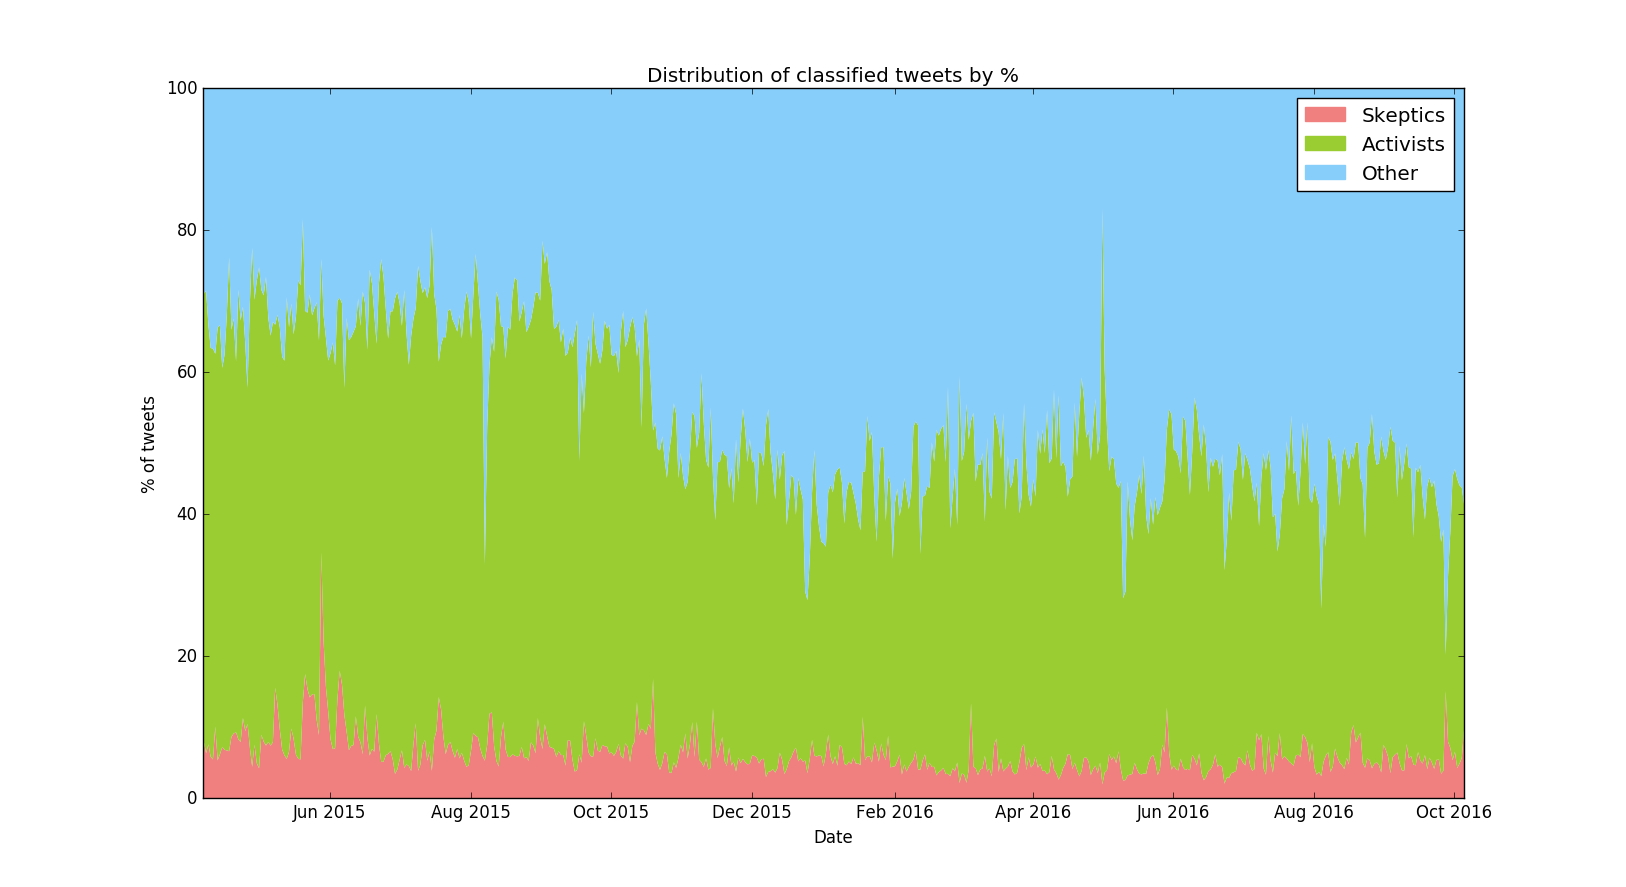 Distribution of classified tweets by %
Skeptics
Activists
Other
100
80
60
40
20
0
% of tweets
Jun 2015 Aug 2015 Oct 2015 Dec 2015 Feb 2016 Apr 2016 Jun 2016 Aug 2016 Oct 2016
Date